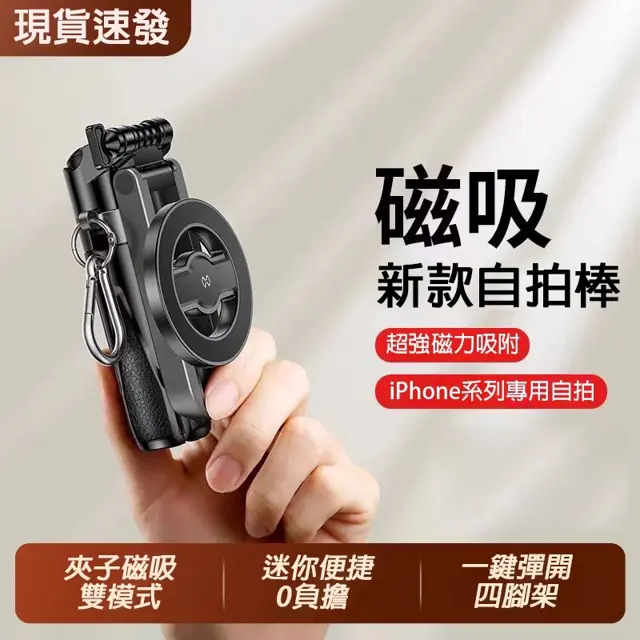 現貨速發
磁吸
新款自拍棒
超強磁力吸附
iPhone系列專用自拍
夾子磁吸
雙模式
迷你便捷
0負擔
一鍵彈開
四腳架